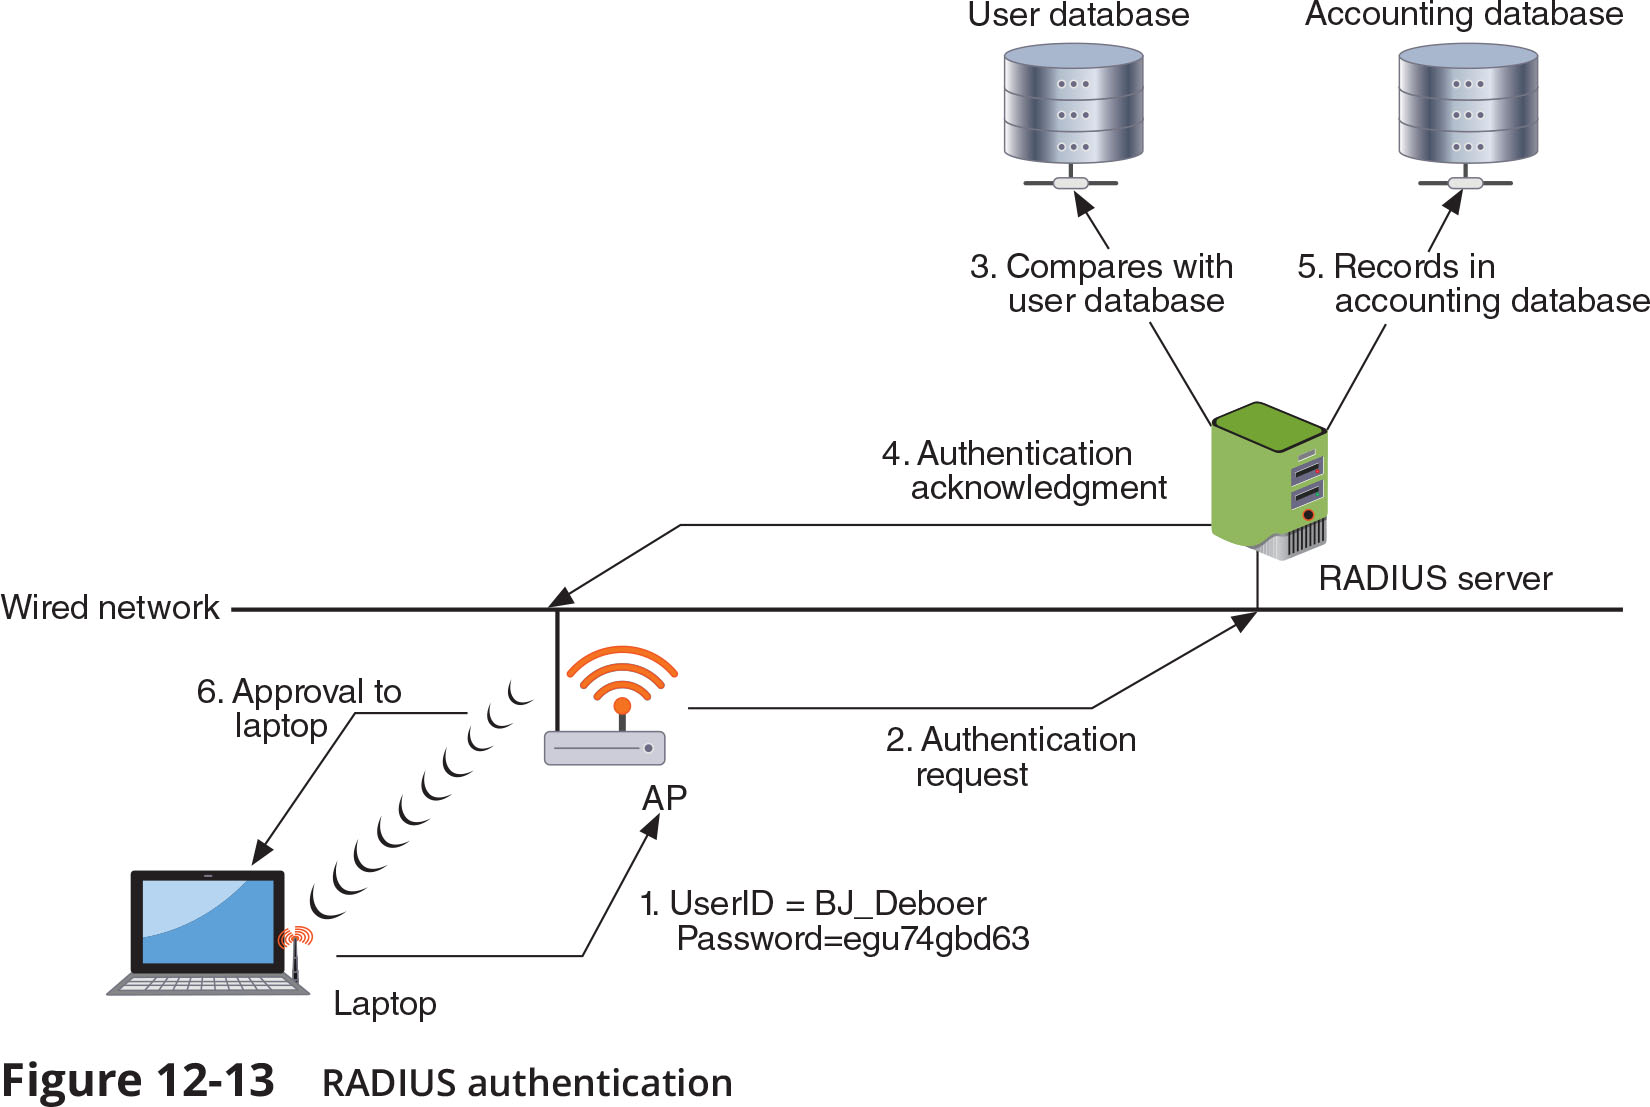 User database
Accounting database
3. Compares with
user database
5. Records in
accounting database
4. Authentication
acknowledgment
RADIUS server
Wired network
6. Approval to
laptop
2. Authentication
request
AP
1. UserID = BJ_Deboer
Password=egu74gbd63
Laptop
Figure 12-13 RADIUS authentication